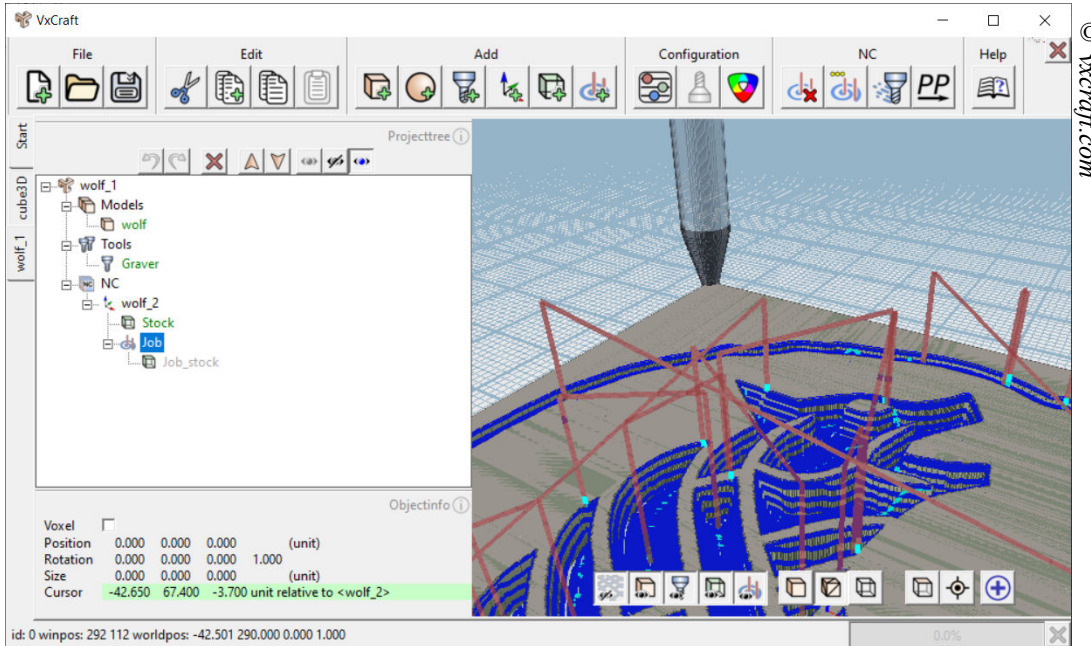 VxCraft
File Edit Add Configuration NC Help
PP
© vxcraft.com
Start
cube3D
wolf_1
Projecttree
wolf_1
Models
wolf
Tools
Graver
NC
wolf_2
Stock
Job
Job_stock
Objectinfo
Voxel
Position 0.000 0.000 0.000 (unit)
Rotation 0.000 0.000 0.000 1.000
Size 0.000 0.000 0.000 (unit)
Cursor -42.650 67.400 -3.700 unit relative to <wolf_2>
id: 0 winpos: 292 112 worldpos: -42.501 290.000 0.000 1.000
0.0%